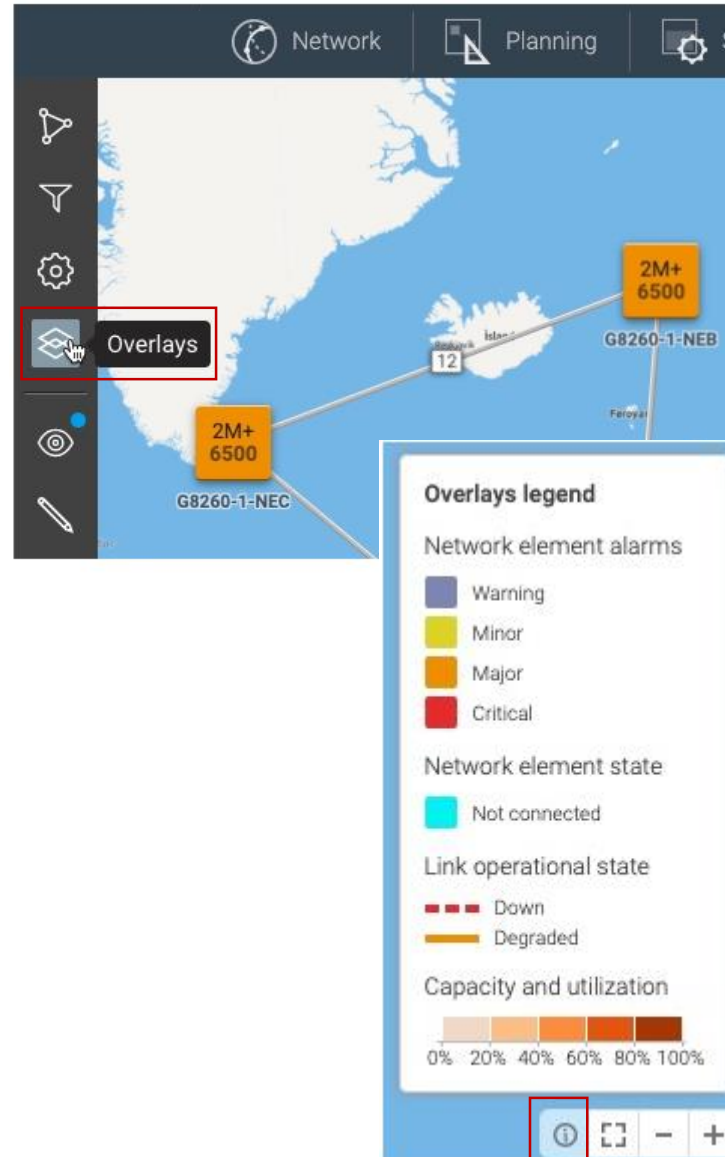 Network
Planning
Overlays
2M+
6500
G8260-1-NEB
12
2M+
6500
G8260-1-NEC
Overlays legend
Network element alarms
Warning
Minor
Major
Critical
Network element state
Not connected
Link operational state
Down
Degraded
Capacity and utilization
0% 20% 40% 60% 80% 100%